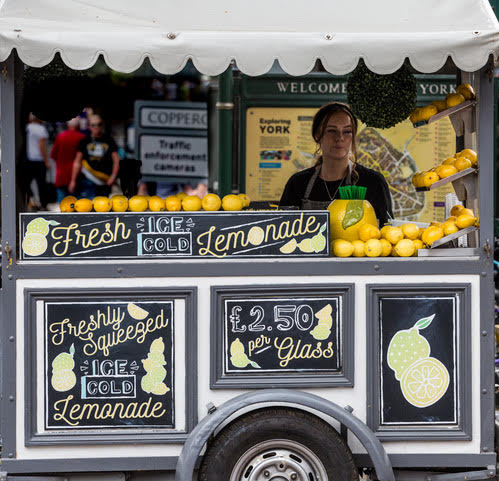 WELCOME YORK
COPPERG
Traffic
enforcement
cameras
Exploring
YORK
Fresh ICE COLD Lemonade
Freshly
Squeezed
ICE
COLD
Lemonade
£2.50
per Glass